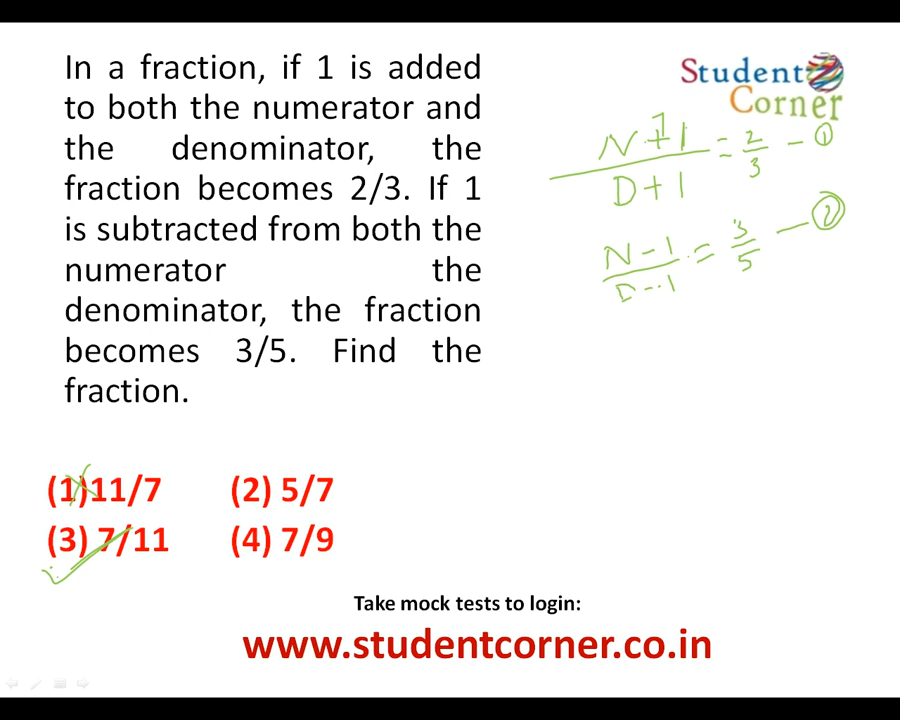 In a fraction, if 1 is added
to both the numerator and
the denominator, the
fraction becomes 2/3. If 1
is subtracted from both the
numerator the
denominator, the fraction
becomes 3/5. Find the
fraction.
Student
Corner
N+1
D+1
= 2/3 – ①
N-1
D-1
= 3/5 – ②
(1)11/7 (2) 5/7
(3) 7/11 (4) 7/9
Take mock tests to login:
www.studentcorner.co.in